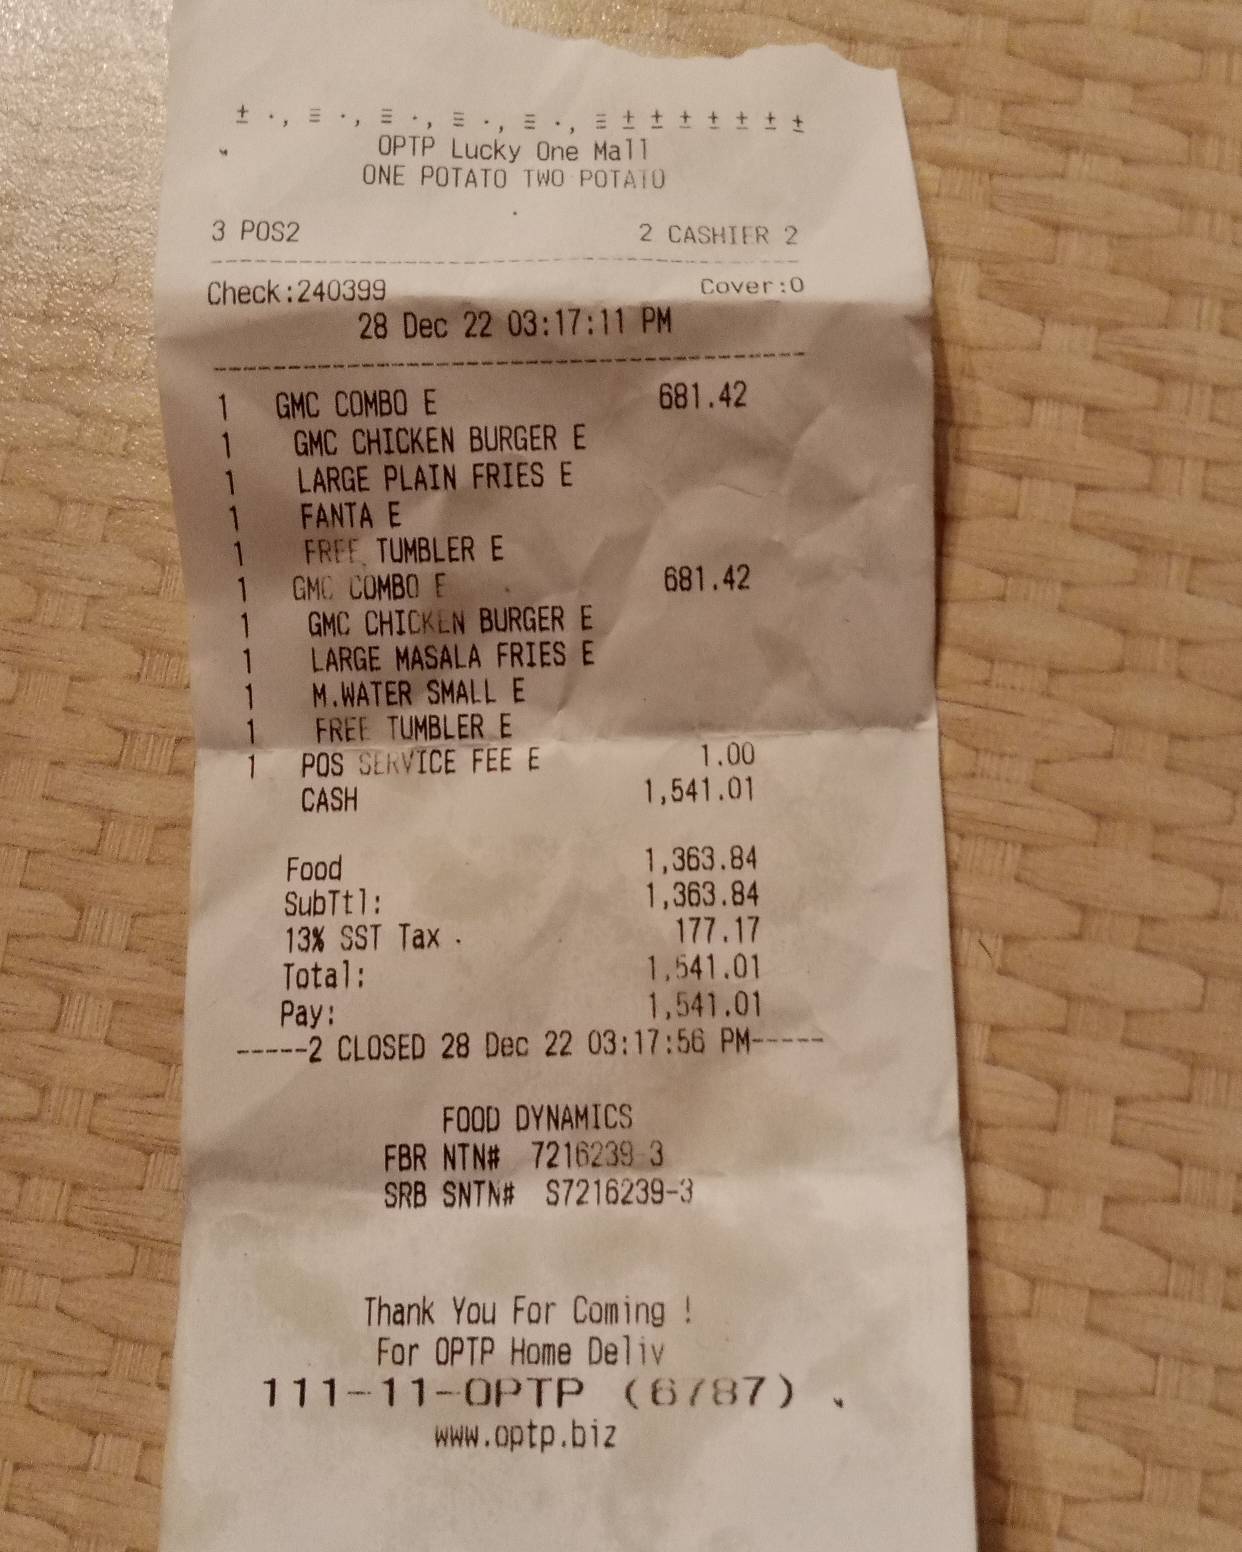 ± ·, ≡ ·, ≡ ·, ≡ ·, ≡ ·, ≡ ± ± ± ± ± ± ±
OPTP Lucky One Mall
ONE POTATO TWO POTATO
3 POS2 2 CASHIER 2
Check:240399 Cover:0
28 Dec 22 03:17:11 PM
1 GMC COMBO E 681.42
1 GMC CHICKEN BURGER E
1 LARGE PLAIN FRIES E
1 FANTA E
1 FREE TUMBLER E
1 GMC COMBO E 681.42
1 GMC CHICKEN BURGER E
1 LARGE MASALA FRIES E
1 M.WATER SMALL E
1 FREE TUMBLER E
1 POS SERVICE FEE E 1.00
CASH 1,541.01
Food 1,363.84
SubTtl: 1,363.84
13% SST Tax 177.17
Total: 1,541.01
Pay: 1,541.01
-----2 CLOSED 28 Dec 22 03:17:56 PM-----
FOOD DYNAMICS
FBR NTN# 7216239-3
SRB SNTN# S7216239-3
Thank You For Coming !
For OPTP Home Deliv
111-11-OPTP (6787)
www.optp.biz